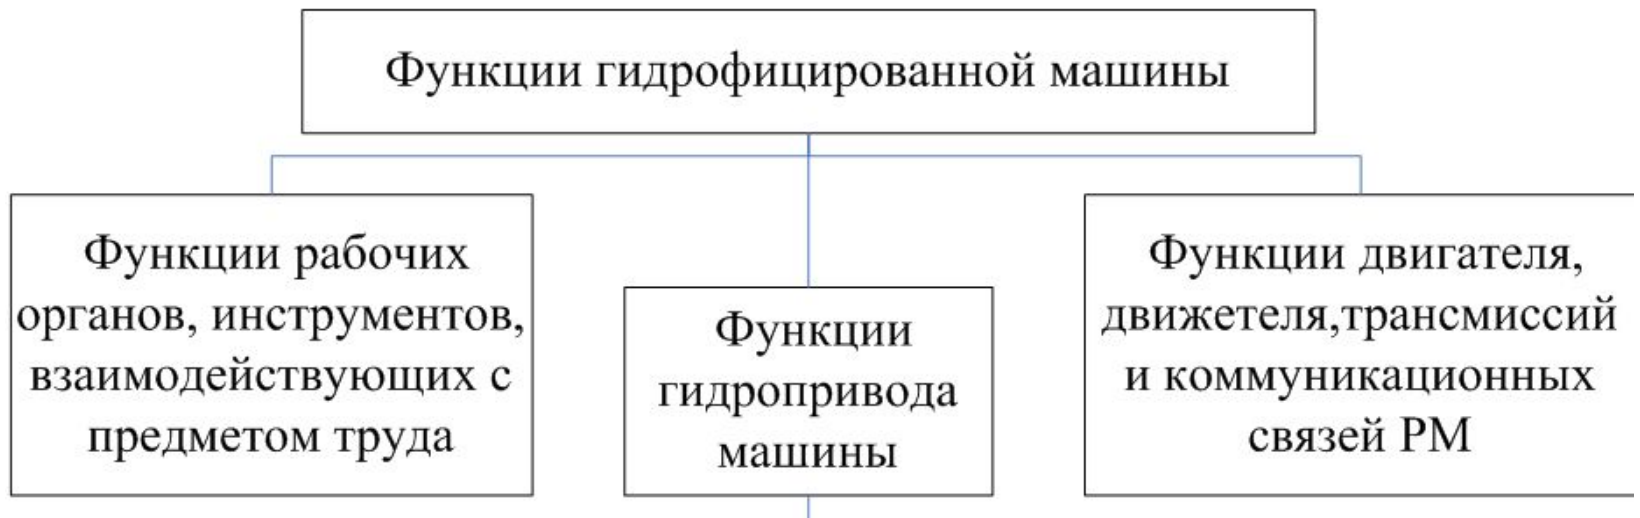 Функции гидрофицированной машины
Функции рабочих
органов, инструментов,
взаимодействующих с
предметом труда
Функции
гидропривода
машины
Функции двигателя,
движетеля,трансмиссий
и коммуникационных
связей РМ